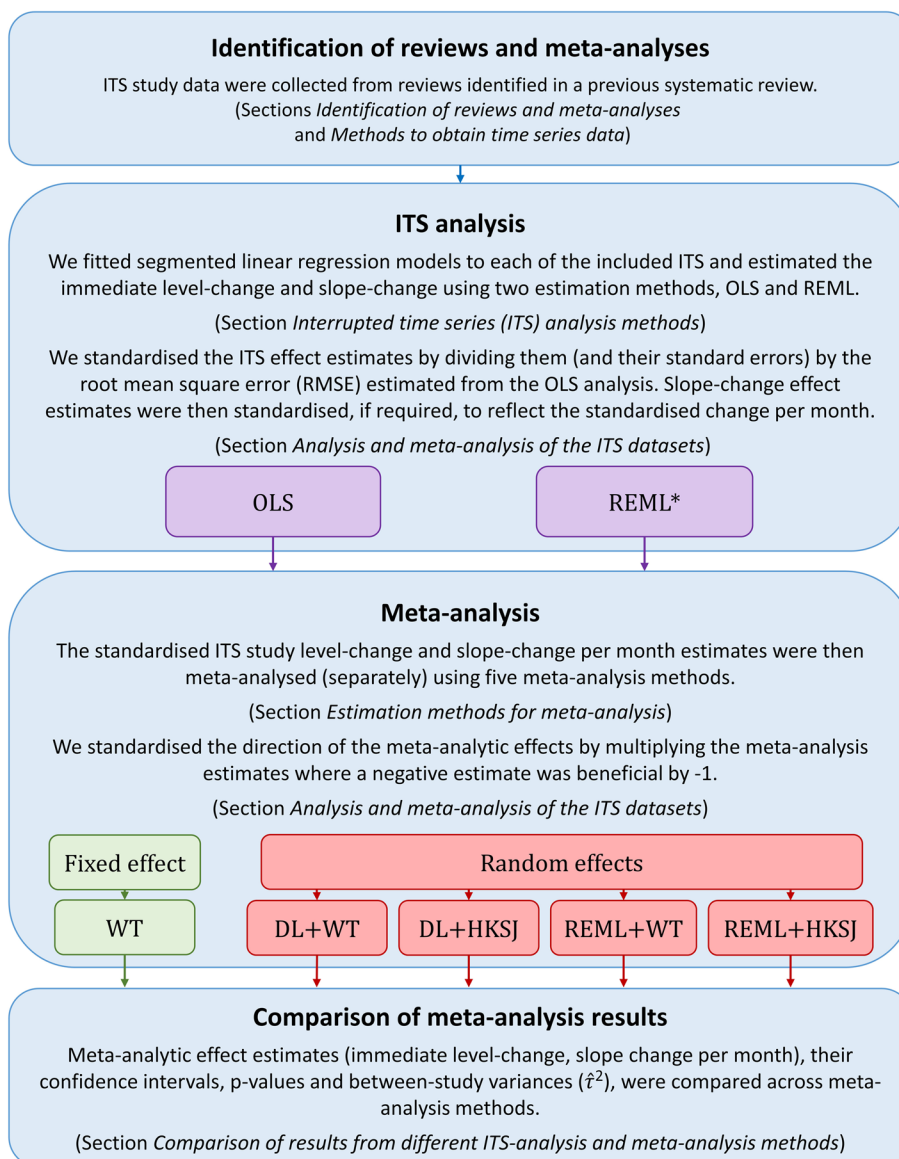 Identification of reviews and meta-analyses
ITS study data were collected from reviews identified in a previous systematic review.
(Sections Identification of reviews and meta-analyses
and Methods to obtain time series data)
ITS analysis
We fitted segmented linear regression models to each of the included ITS and estimated the
immediate level-change and slope-change using two estimation methods, OLS and REML.
(Section Interrupted time series (ITS) analysis methods)
We standardised the ITS effect estimates by dividing them (and their standard errors) by the
root mean square error (RMSE) estimated from the OLS analysis. Slope-change effect
estimates were then standardised, if required, to reflect the standardised change per month.
(Section Analysis and meta-analysis of the ITS datasets)
OLS
REML*
Meta-analysis
The standardised ITS study level-change and slope-change per month estimates were then
meta-analysed (separately) using five meta-analysis methods.
(Section Estimation methods for meta-analysis)
We standardised the direction of the meta-analytic effects by multiplying the meta-analysis
estimates where a negative estimate was beneficial by -1.
(Section Analysis and meta-analysis of the ITS datasets)
Fixed effect
Random effects
WT
DL+WT
DL+HKSJ
REML+WT
REML+HKSJ
Comparison of meta-analysis results
Meta-analytic effect estimates (immediate level-change, slope change per month), their
confidence intervals, p-values and between-study variances (τ̂²), were compared across meta-
analysis methods.
(Section Comparison of results from different ITS-analysis and meta-analysis methods)